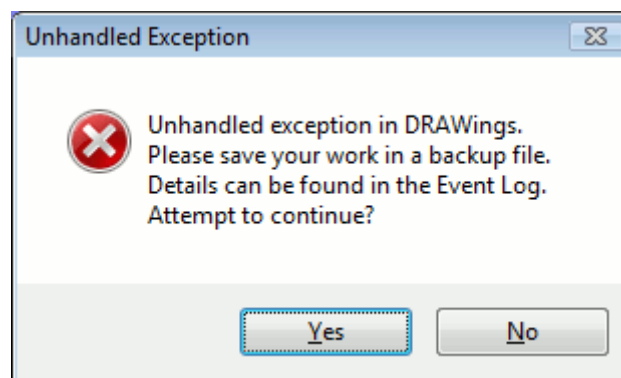 Unhandled Exception
Unhandled exception in DRAWings.
Please save your work in a backup file.
Details can be found in the Event Log.
Attempt to continue?
Yes
No